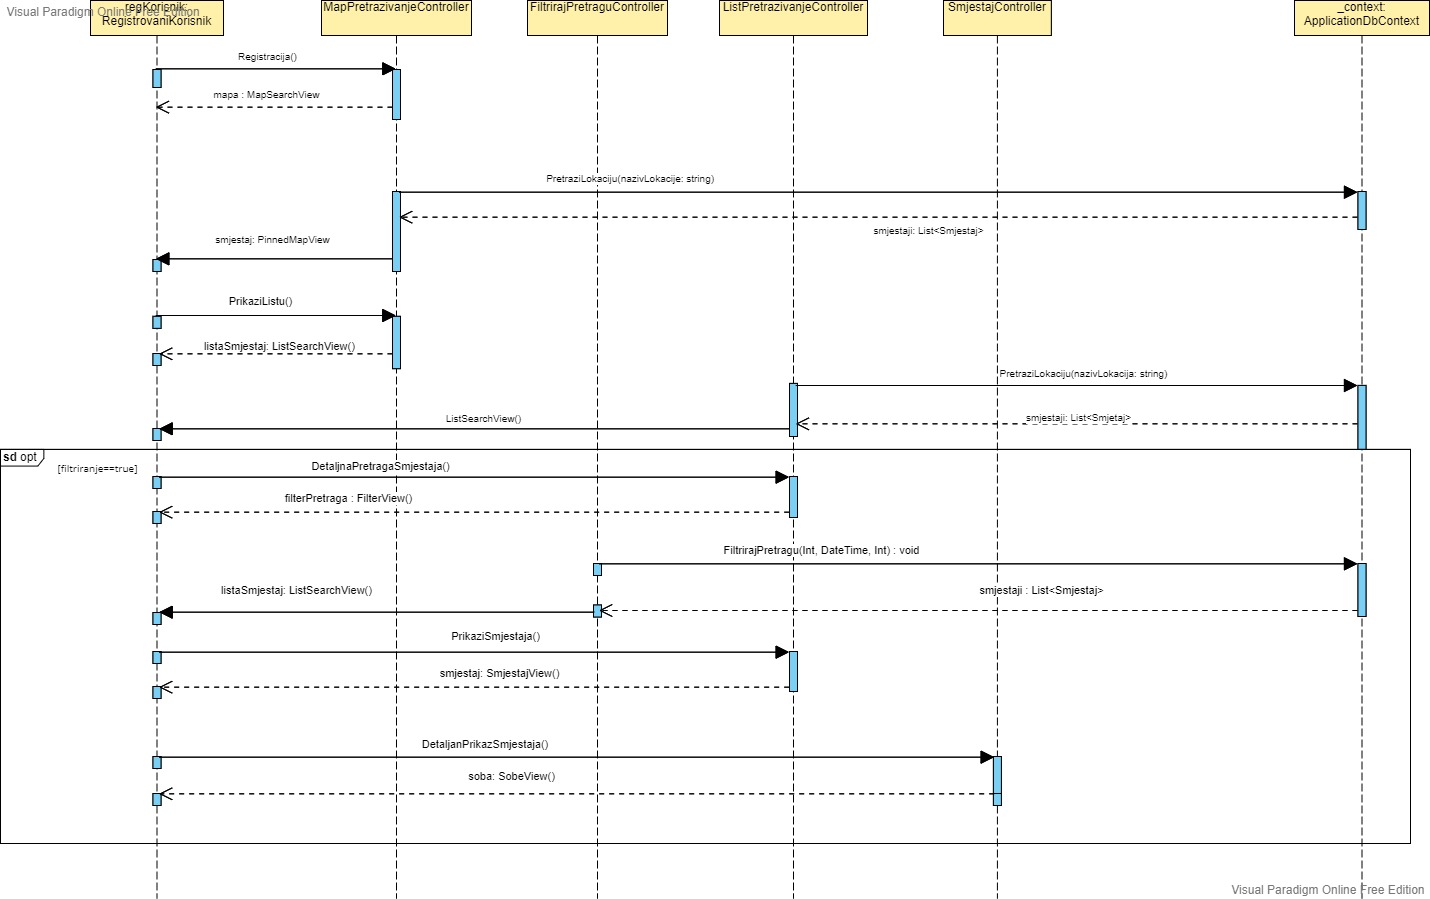 Visual Paradigm Online Free Edition
regKorisnik:
RegistrovaniKorisnik
MapPretrazivanjeController
FiltrirajPretraguController
ListPretrazivanjeController
SmjestajController
_context:
ApplicationDbContext
Registracija()
mapa : MapSearchView
PretraziLokaciju(nazivLokacije: string)
smjestaji: List<Smjestaj>
smjestaj: PinnedMapView
PrikaziListu()
listaSmjestaj: ListSearchView()
PretraziLokaciju(nazivLokacija: string)
ListSearchView()
smjestaji: List<Smjetaj>
sd opt
[filtriranje==true]
DetaljnaPretragaSmjestaja()
filterPretraga : FilterView()
FiltrirajPretragu(Int, DateTime, Int) : void
listaSmjestaj: ListSearchView()
smjestaji : List<Smjestaj>
PrikaziSmjestaja()
smjestaj: SmjestajView()
DetaljanPrikazSmjestaja()
soba: SobeView()
Visual Paradigm Online Free Edition